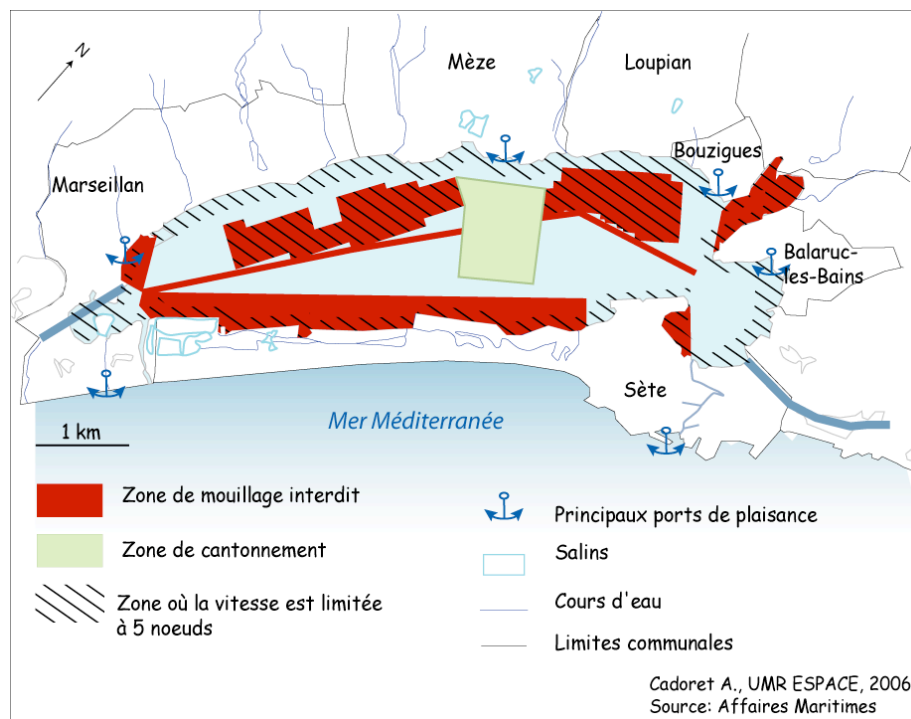 N
Mèze
Loupian
Bouzigues
Marseillan
Balaruc-
les-Bains
Sète
Mer Méditerranée
1 km
Zone de mouillage interdit
Zone de cantonnement
Zone où la vitesse est limitée
à 5 noeuds
Principaux ports de plaisance
Salins
Cours d'eau
Limites communales
Cadoret A., UMR ESPACE, 2006
Source: Affaires Maritimes